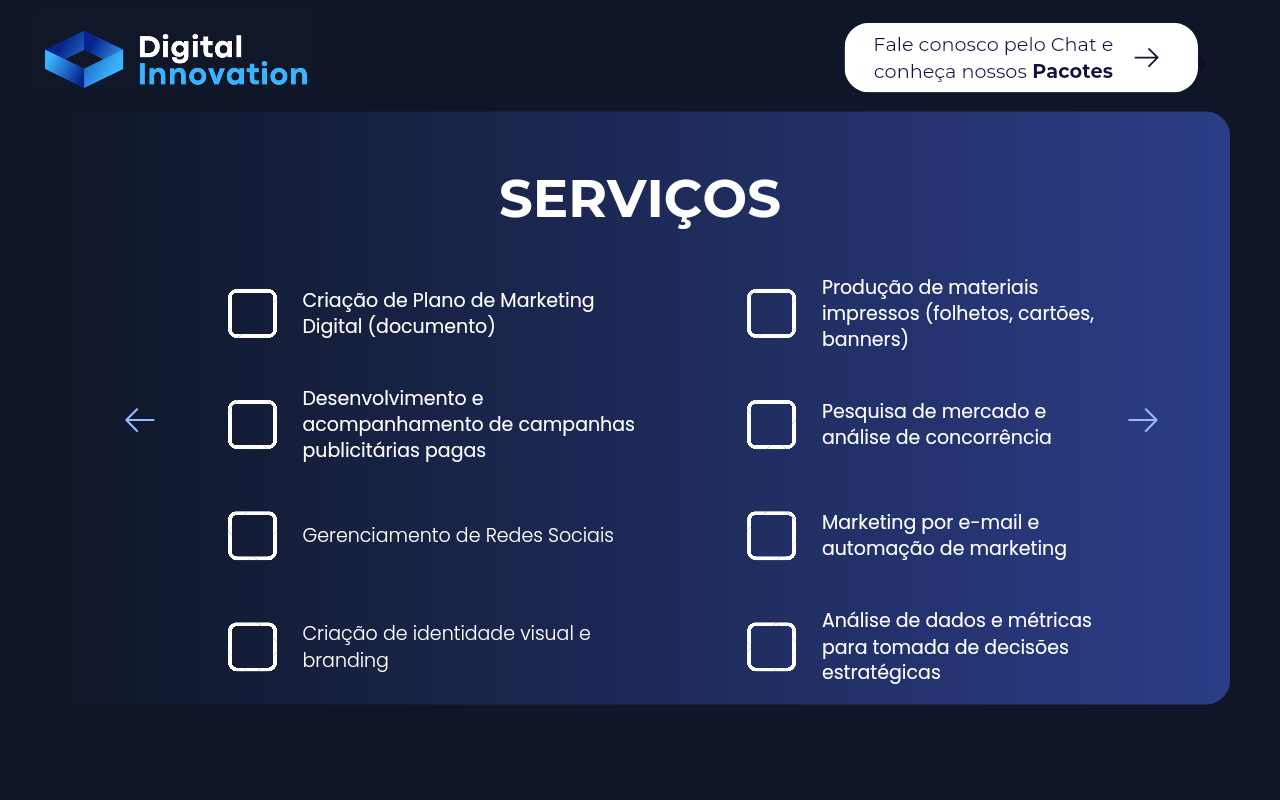 Digital
Innovation
Fale conosco pelo Chat e
conheça nossos Pacotes
SERVIÇOS
Criação de Plano de Marketing
Digital (documento)
Desenvolvimento e
acompanhamento de campanhas
publicitárias pagas
Gerenciamento de Redes Sociais
Criação de identidade visual e
branding
Produção de materiais
impressos (folhetos, cartões,
banners)
Pesquisa de mercado e
análise de concorrência
Marketing por e-mail e
automação de marketing
Análise de dados e métricas
para tomada de decisões
estratégicas